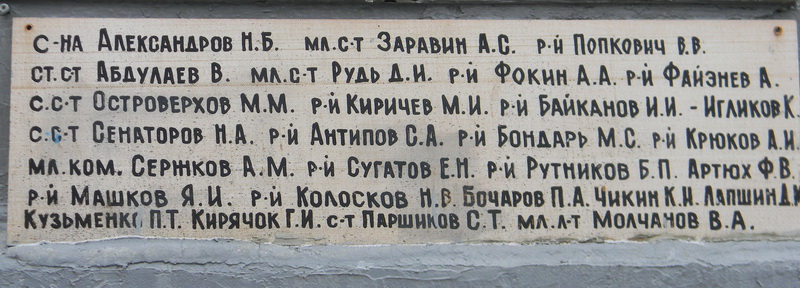 с-на Александров Н.Б. мл.с-т Заравин А.С. р-й Попкович В.В.
ст.ст Абдулаев В. мл.с-т Рудь Д.И. р-й Фокин А.А. р-й Файзнев А.
с.с-т Островерхов М.М. р-й Киричев М.И. р-й Байканов И.И. - Игликов К.
с.с-т Сенаторов Н.А. р-й Антипов С.А. р-й Бондарь М.С. р-й Крюков А.И
мл.ком. Сержков А.М. р-й Сугатов Е.Н. р-й Рутников Б.П. Артюх Ф.В.
р-й Машков Я.И. р-й Колосков Н.В. Бочаров П.А. Чикин К.И. Лапшин Д.И
Кузьменко П.Т. Кирячок Г.И. с-т Паршиков С.Т. мл.л-т Молчанов В.А.